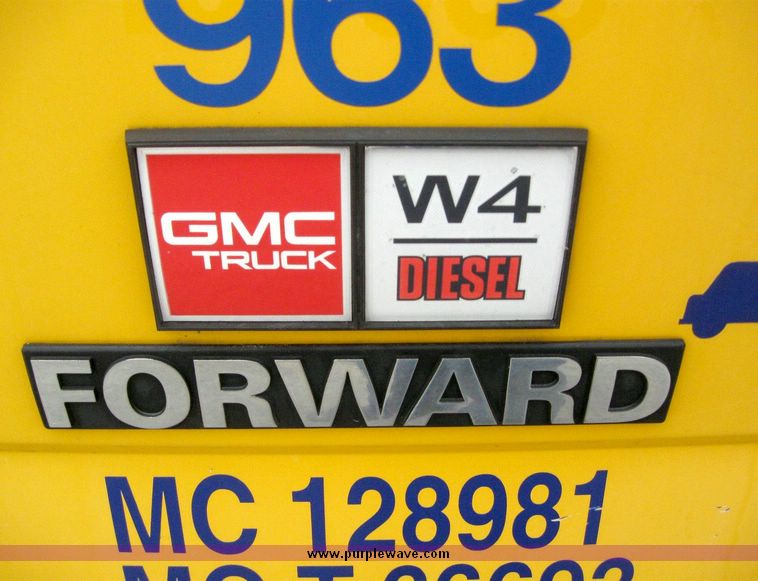 963
GMC
TRUCK
W4
DIESEL
FORWARD
MC 128981
www.purplewave.com